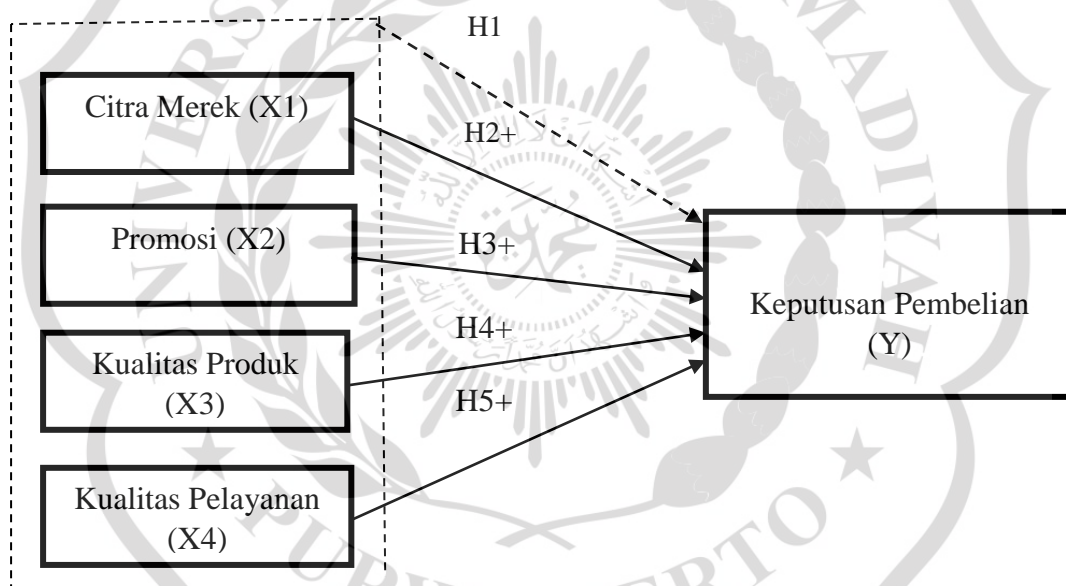 H1
Citra Merek (X1)
H2+
Promosi (X2)
H3+
Keputusan Pembelian
(Y)
H4+
Kualitas Produk
(X3)
H5+
Kualitas Pelayanan
(X4)